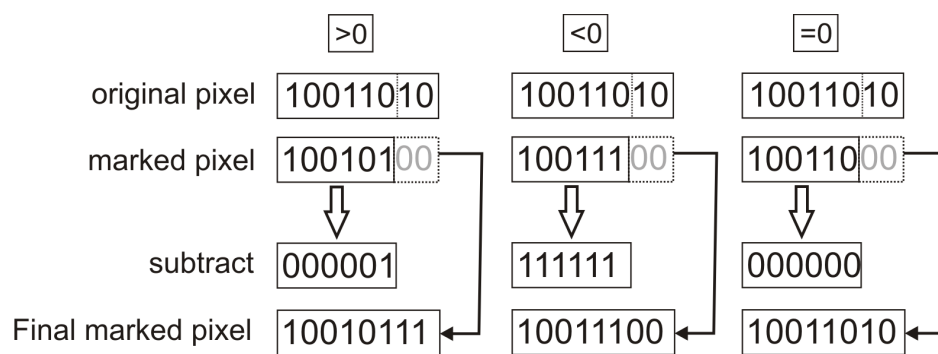 >0 <0 =0
original pixel 10011010 10011010 10011010
marked pixel 10010100 10011100 10011000
subtract 000001 111111 000000
Final marked pixel 10010111 10011100 10011010